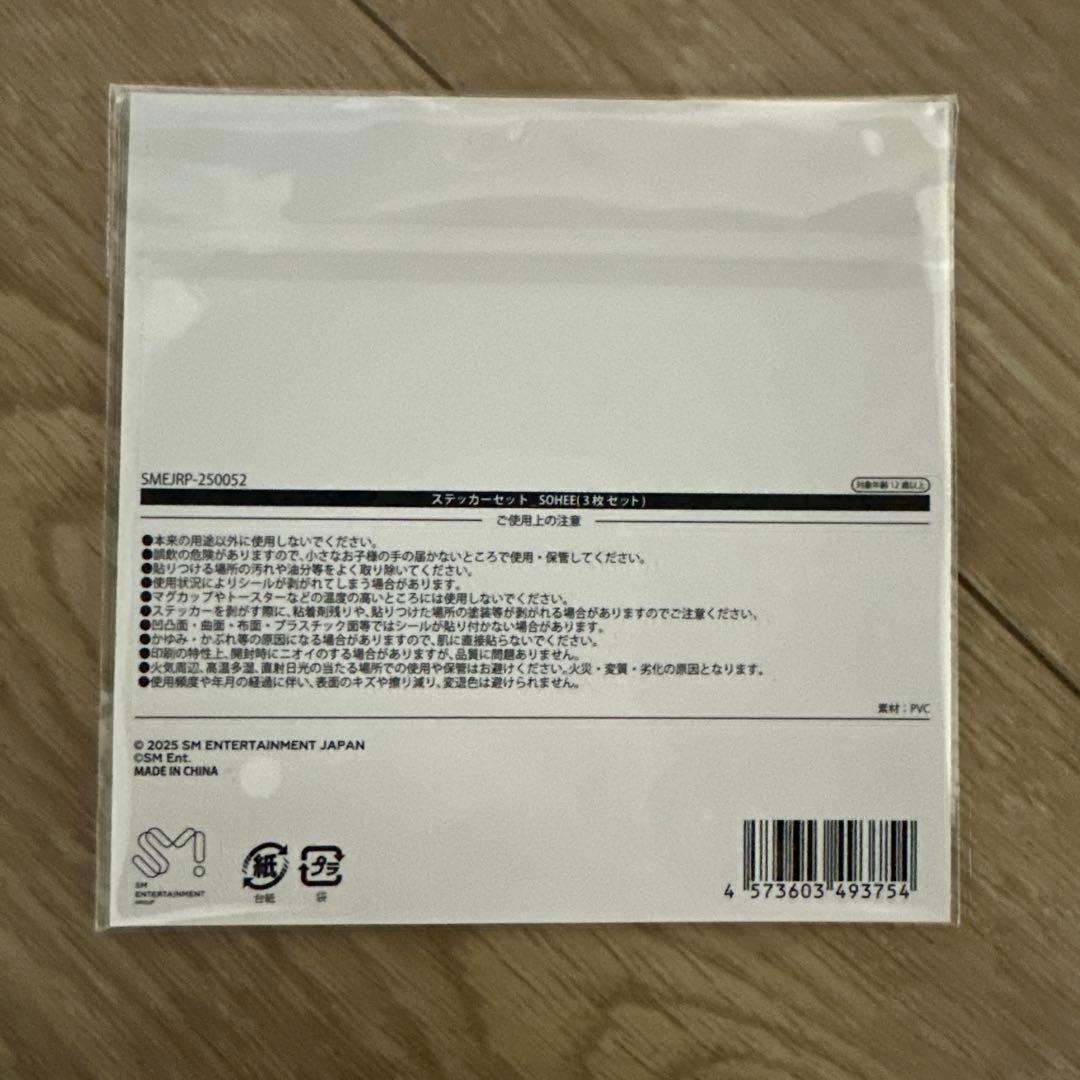 SMEJRP-250052
対象年齢12歳以上
ステッカーセット_SOHEE(3枚セット)
ご使用上の注意
●本来の用途以外に使用しないでください。
●誤飲の危険がありますので、小さなお子様の手の届かないところで使用・保管してください。
●貼りつける場所の汚れや油分等をよく取り除いてください。
●使用状況によりシールが剥がれてしまう場合があります。
●マグカップやトースターなどの温度の高いところには使用しないでください。
●ステッカーを剥がす際に、粘着剤残りや、貼りつけた場所の塗装等が剥がれる場合がありますのでご注意ください。
●凹凸面・曲面・布面・プラスチック面等ではシールが貼り付かない場合があります。
●かゆみ・かぶれ等の原因になる場合がありますので、肌に直接貼らないでください。
●印刷の特性上、開封時にニオイのする場合がありますが、品質に問題ありません。
●火気周辺、高温多湿、直射日光の当たる場所での使用や保管はお避けください。火災・変質・劣化の原因となります。
●使用頻度や年月の経過に伴い、表面のキズや擦り減り、変退色は避けられません。
素材：PVC
© 2025 SM ENTERTAINMENT JAPAN
©SM Ent.
MADE IN CHINA
SM!
SM
ENTERTAINMENT
GROUP
紙
台紙
プラ
袋
4 573603 493754